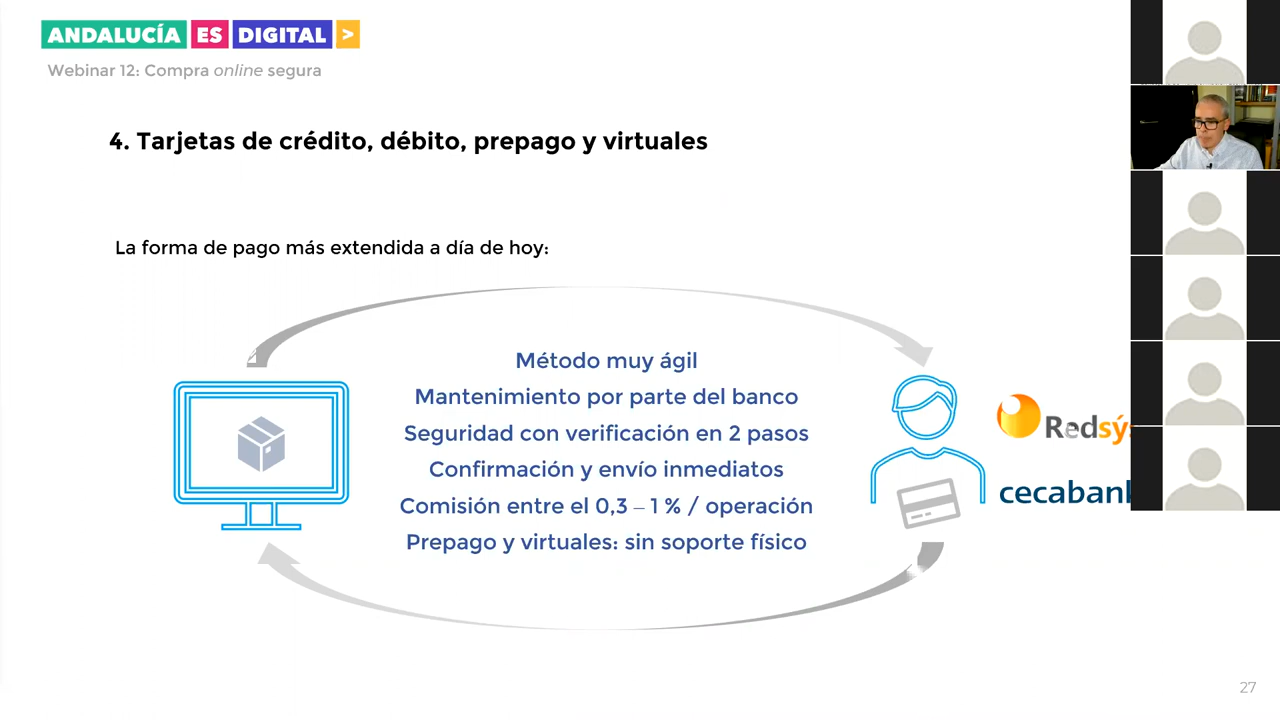 ANDALUCÍA ES DIGITAL >
Webinar 12: Compra online segura
4. Tarjetas de crédito, débito, prepago y virtuales
La forma de pago más extendida a día de hoy:
Método muy ágil
Mantenimiento por parte del banco
Seguridad con verificación en 2 pasos
Confirmación y envío inmediatos
Comisión entre el 0,3 – 1 % / operación
Prepago y virtuales: sin soporte físico
Redsys
cecabank
27